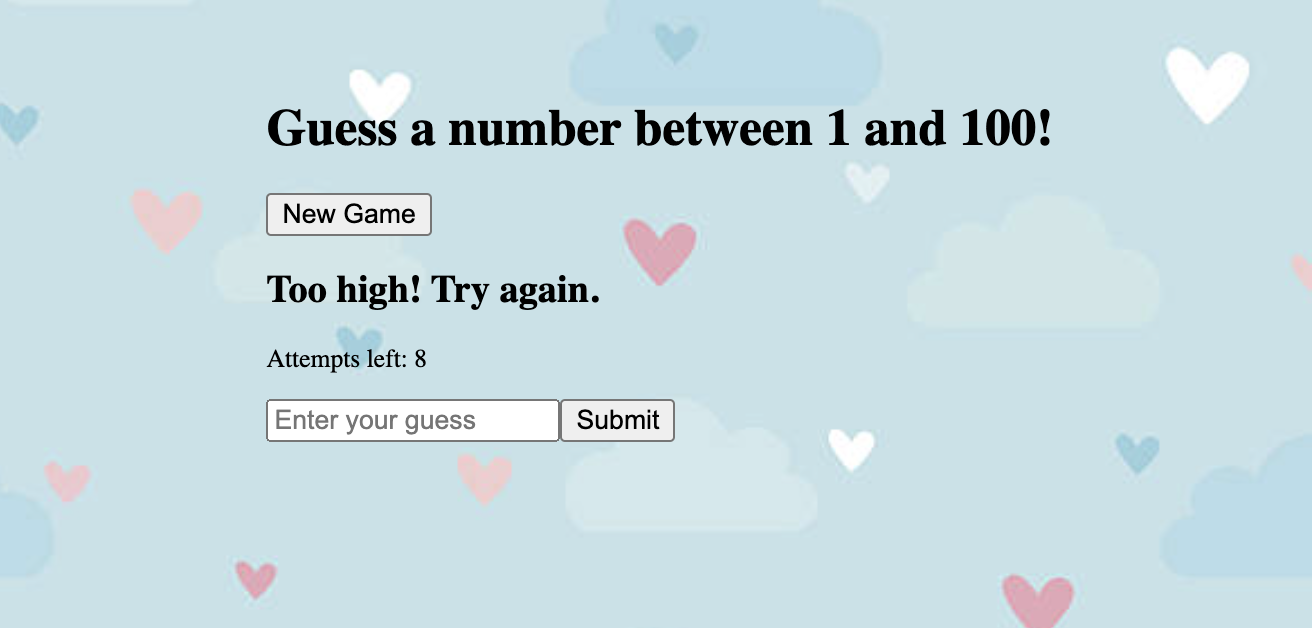 Guess a number between 1 and 100!
New Game
Too high! Try again.
Attempts left: 8
Enter your guess Submit